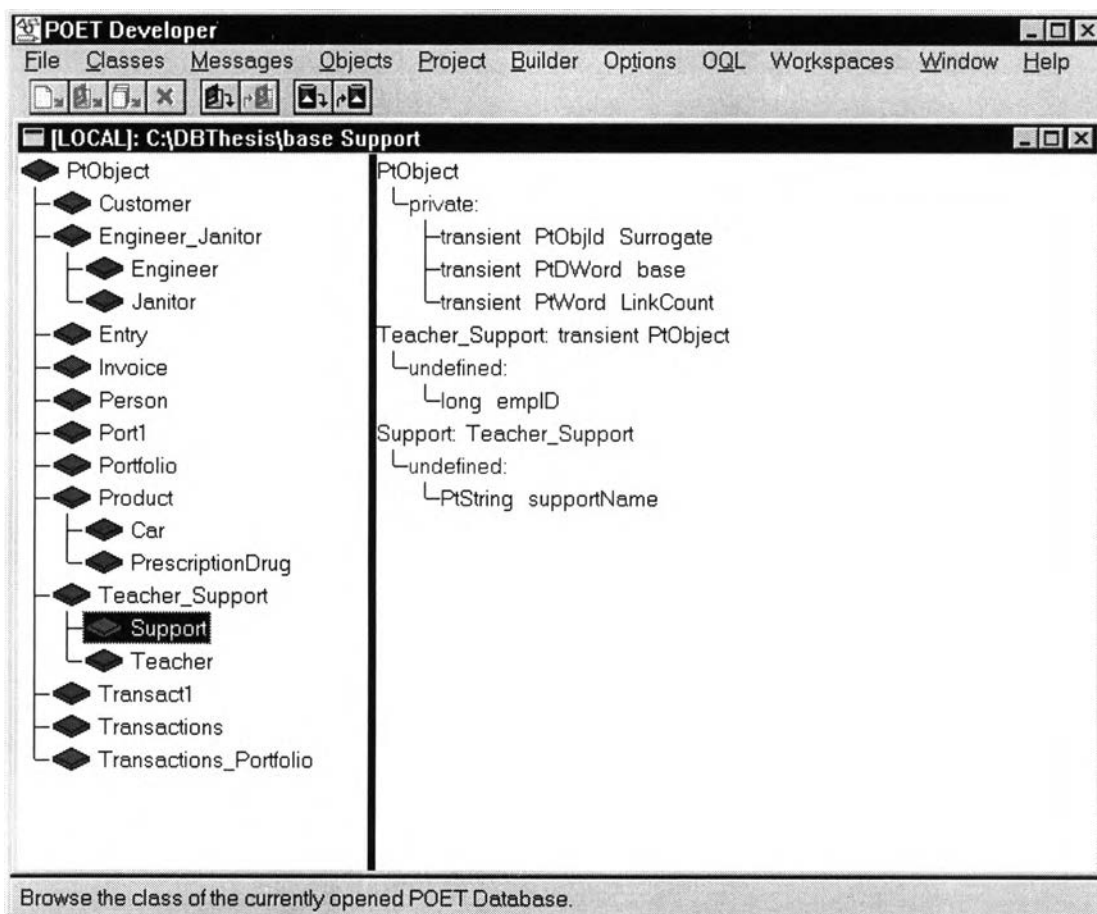 POET Developer
File Classes Messages Objects Project Builder Options OQL Workspaces Window Help
[LOCAL]: C:\DBThesis\base Support
PtObject
Customer
Engineer_Janitor
Engineer
Janitor
Entry
Invoice
Person
Port1
Portfolio
Product
Car
PrescriptionDrug
Teacher_Support
Support
Teacher
Transact1
Transactions
Transactions_Portfolio
PtObject
private:
transient PtObjId Surrogate
transient PtDWord base
transient PtWord LinkCount
Teacher_Support: transient PtObject
undefined:
long empID
Support: Teacher_Support
undefined:
PtString supportName
Browse the class of the currently opened POET Database.